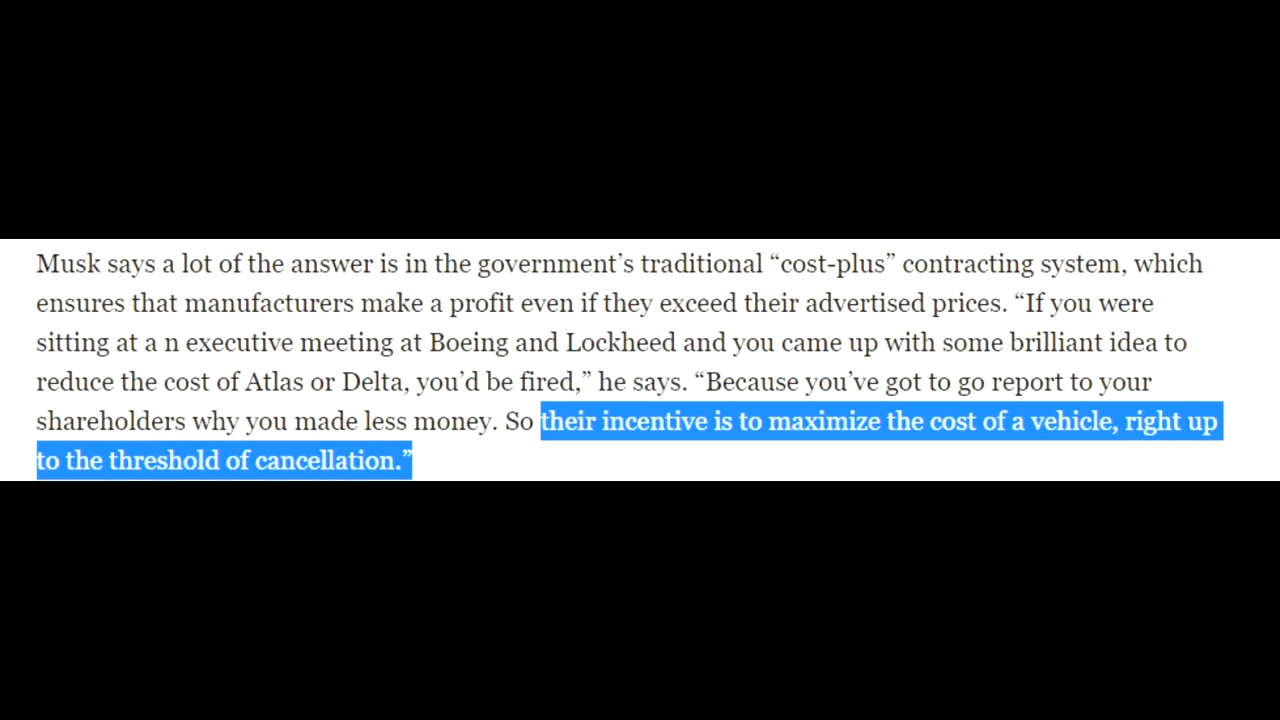 Musk says a lot of the answer is in the government’s traditional “cost-plus” contracting system, which
ensures that manufacturers make a profit even if they exceed their advertised prices. “If you were
sitting at a n executive meeting at Boeing and Lockheed and you came up with some brilliant idea to
reduce the cost of Atlas or Delta, you’d be fired,” he says. “Because you’ve got to go report to your
shareholders why you made less money. So their incentive is to maximize the cost of a vehicle, right up
to the threshold of cancellation.”